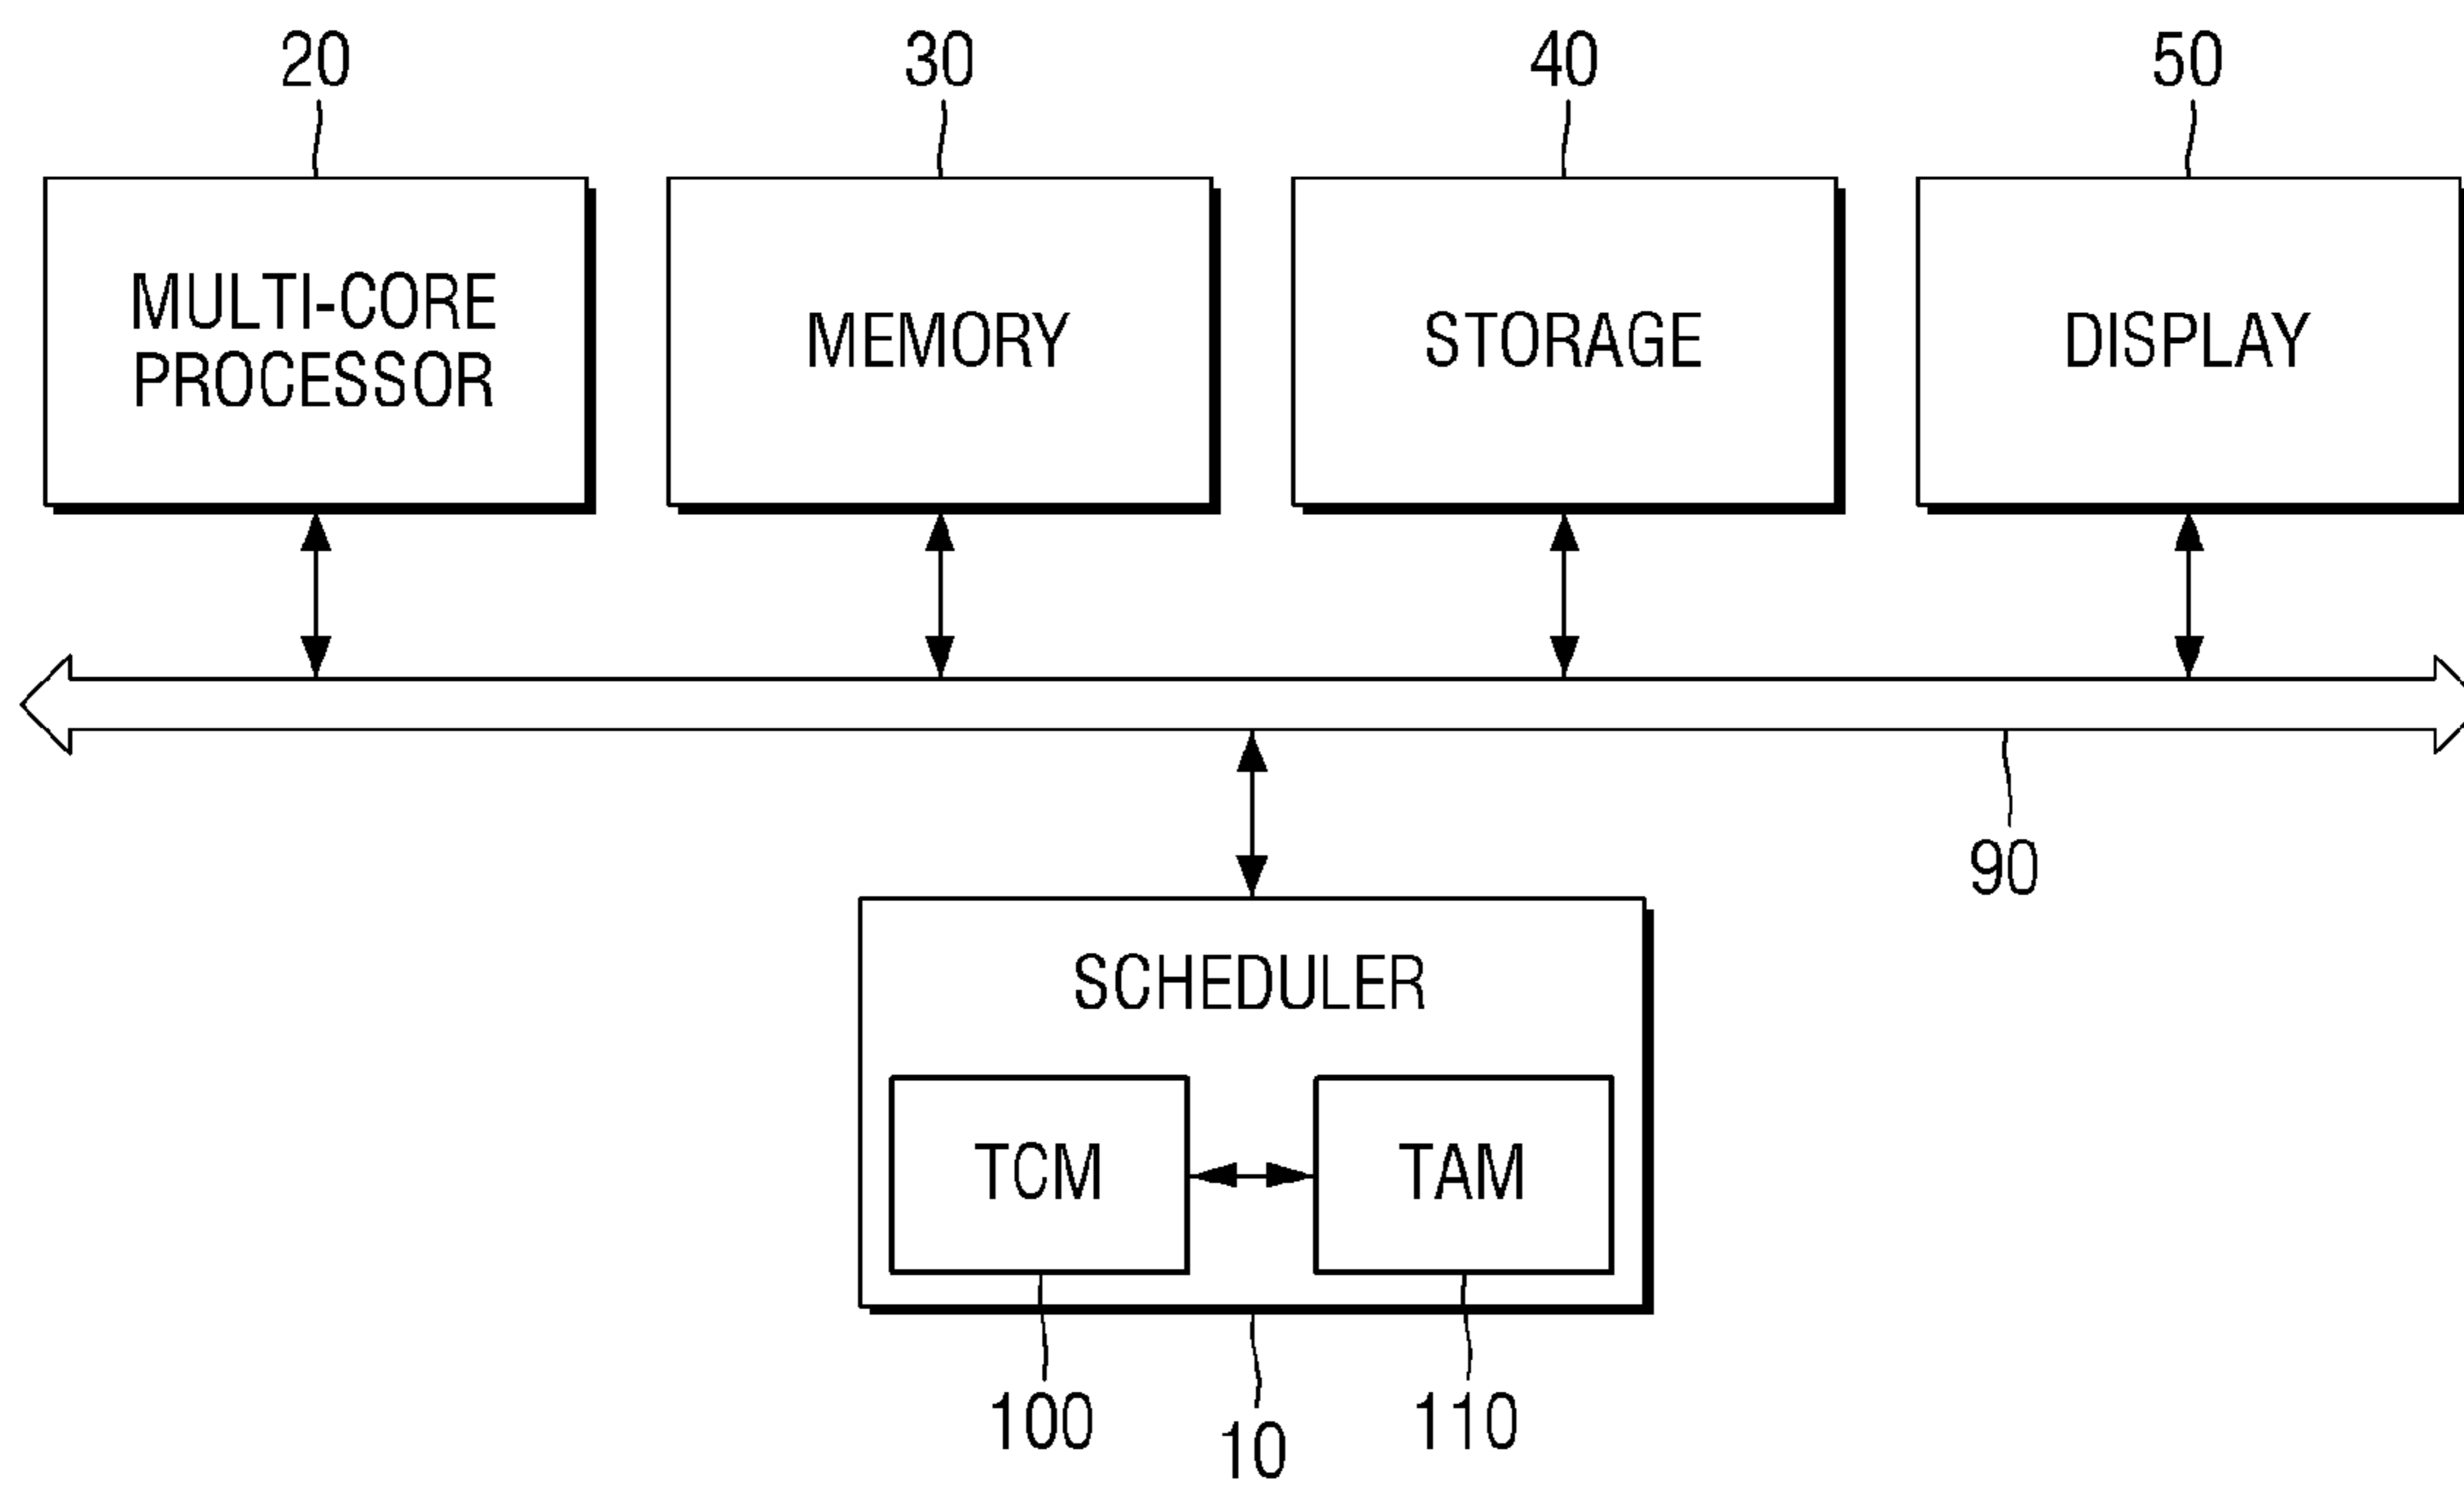 20
30
40
50
MULTI-CORE
PROCESSOR
MEMORY
STORAGE
DISPLAY
90
SCHEDULER
TCM
TAM
100
10
110